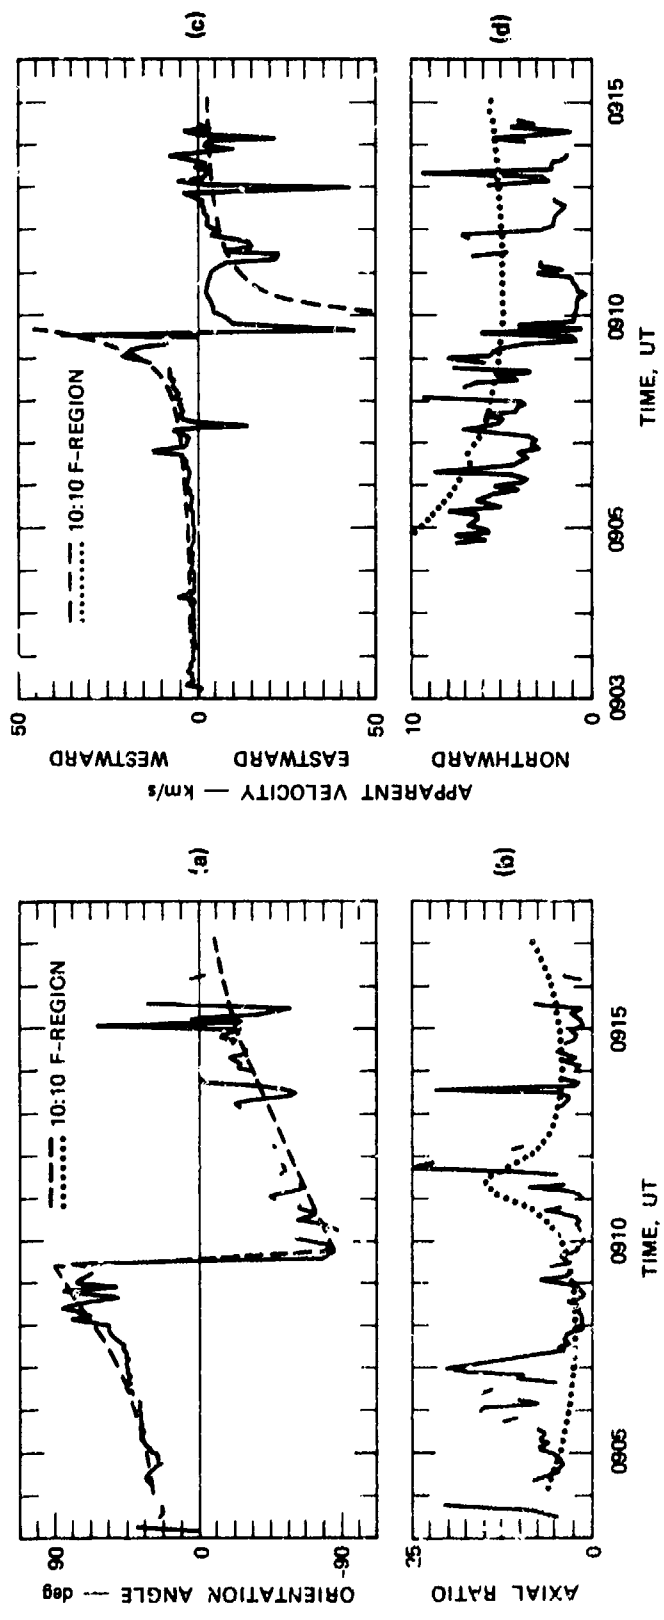 — — — 10:10 F-REGION
·········
90
0
-90
ORIENTATION ANGLE — deg
(a)
25
0
AXIAL RATIO
(b)
0905
0910
0915
TIME, UT
— — — 10:10 F-REGION
·········
50
0
50
WESTWARD
EASTWARD
APPARENT VELOCITY — km/s
(c)
10
0
NORTHWARD
(d)
0903
0905
0910
0915
TIME, UT